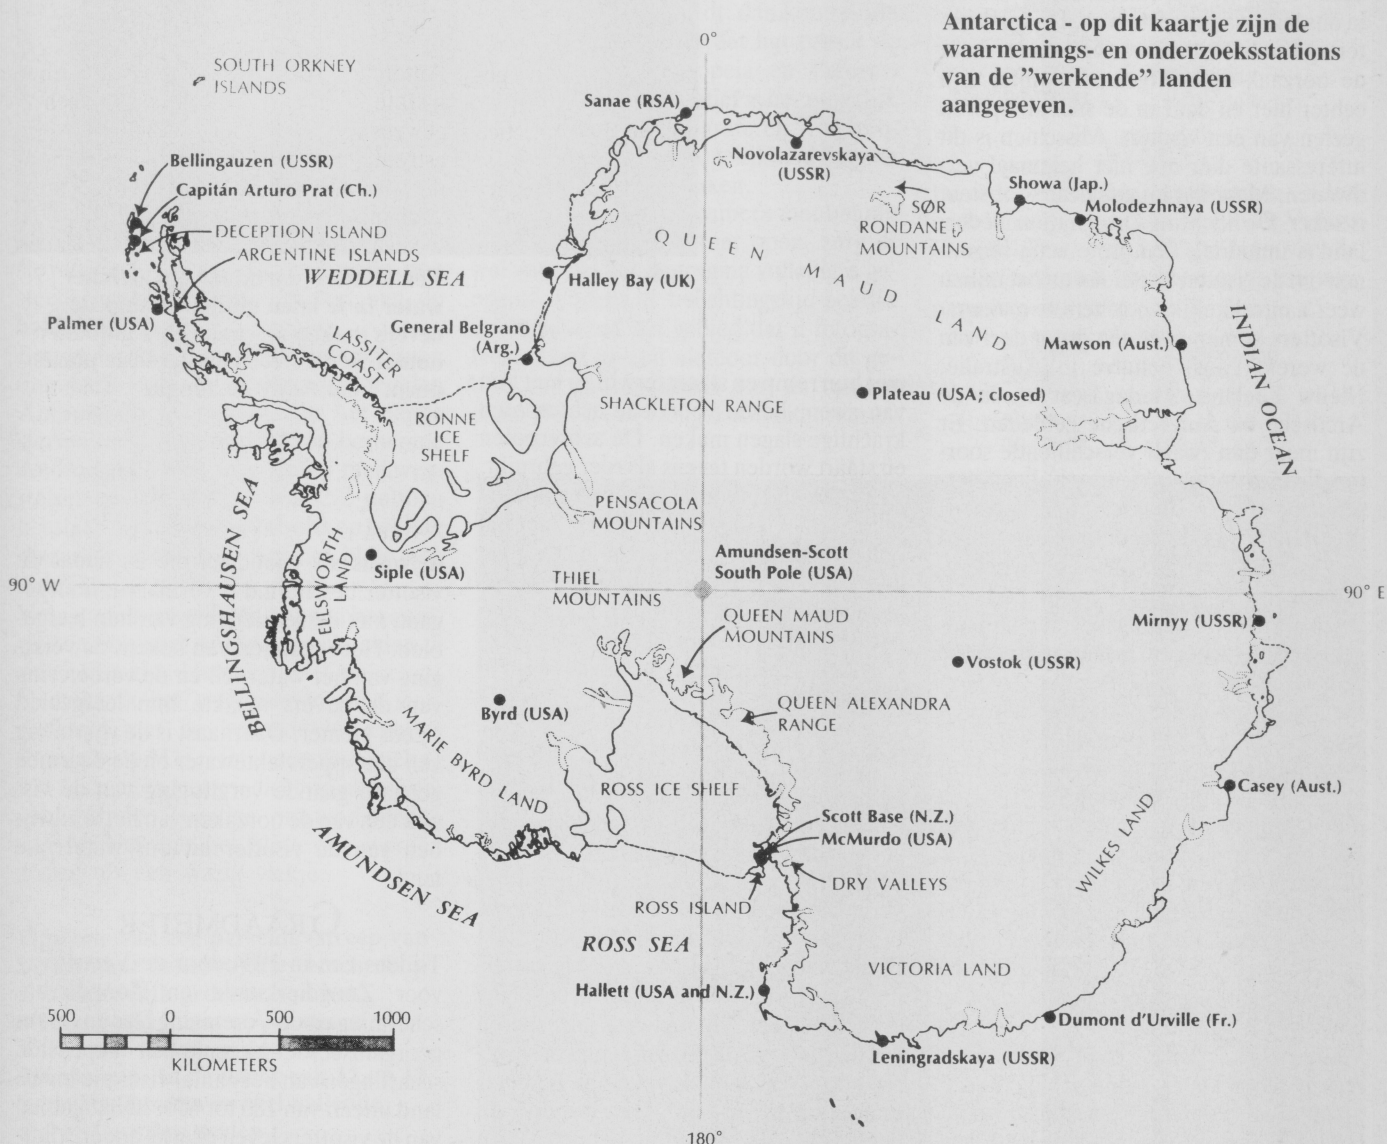 Antarctica - op dit kaartje zijn de
waarnemings- en onderzoeksstations
van de ”werkende” landen
aangegeven.
0°
SOUTH ORKNEY
ISLANDS
Sanae (RSA)
Bellingauzen (USSR)
Novolazarevskaya
(USSR)
Capitán Arturo Prat (Ch.)
Showa (Jap.)
SØR
RONDANE
MOUNTAINS
Molodezhnaya (USSR)
DECEPTION ISLAND
ARGENTINE ISLANDS
QUEEN MAUD LAND
WEDDELL SEA
Halley Bay (UK)
Palmer (USA)
General Belgrano
(Arg.)
LASSITER
COAST
Mawson (Aust.)
INDIAN OCEAN
Plateau (USA; closed)
SHACKLETON RANGE
RONNE
ICE
SHELF
PENSACOLA
MOUNTAINS
BELLINGSHAUSEN SEA
ELLSWORTH
LAND
Siple (USA)
Amundsen-Scott
South Pole (USA)
THIEL
MOUNTAINS
90° W
90° E
QUEEN MAUD
MOUNTAINS
Mirnyy (USSR)
Vostok (USSR)
Byrd (USA)
QUEEN ALEXANDRA
RANGE
MARIE BYRD LAND
ROSS ICE SHELF
Casey (Aust.)
Scott Base (N.Z.)
McMurdo (USA)
WILKES LAND
AMUNDSEN SEA
DRY VALLEYS
ROSS ISLAND
ROSS SEA
VICTORIA LAND
Hallett (USA and N.Z.)
Dumont d'Urville (Fr.)
Leningradskaya (USSR)
500 0 500 1000
KILOMETERS
180°